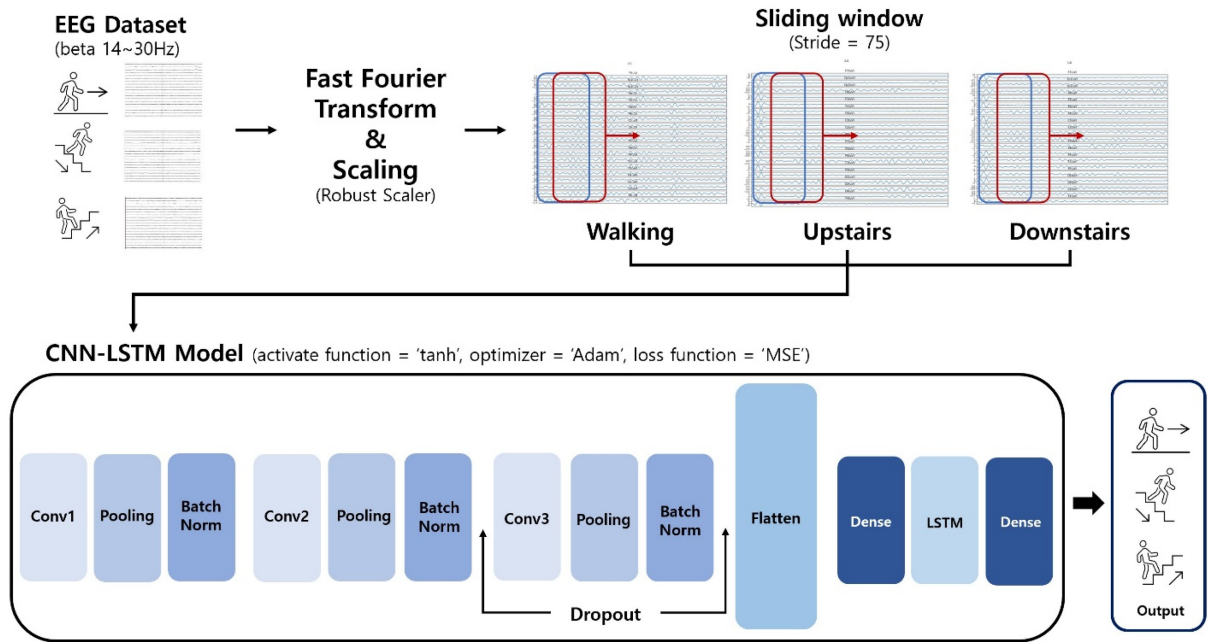 EEG Dataset
(beta 14~30Hz)
Fast Fourier
Transform
&
Scaling
(Robust Scaler)
Sliding window
(Stride = 75)
Walking
Upstairs
Downstairs
CNN-LSTM Model (activate function = ‘tanh’, optimizer = ‘Adam’, loss function = ‘MSE’)
Conv1
Pooling
Batch
Norm
Conv2
Pooling
Batch
Norm
Conv3
Pooling
Batch
Norm
Flatten
Dense
LSTM
Dense
Dropout
Output